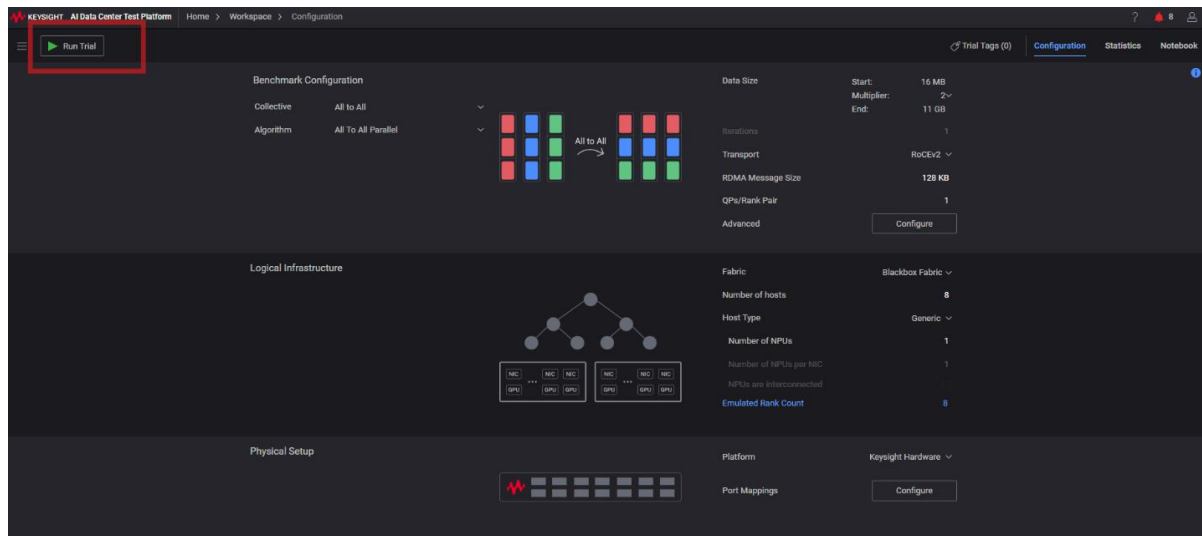 KEYSIGHT AI Data Center Test Platform Home > Workspace > Configuration ? 8
Run Trial Trial Tags (0) Configuration Statistics Notebook
Benchmark Configuration
Collective All to All
Algorithm All To All Parallel
All to All
Data Size Start: 16 MB
Multiplier: 2
End: 11 GB
Iterations 1
Transport RoCEv2
RDMA Message Size 128 KB
QPs/Rank Pair 1
Advanced Configure
Logical Infrastructure
NIC NIC NIC NIC NIC NIC
GPU GPU GPU GPU GPU GPU
Fabric Blackbox Fabric
Number of hosts 8
Host Type Generic
Number of NPUs 1
Number of NPUs per NIC 1
NPUs are interconnected
Emulated Rank Count 8
Physical Setup
Platform Keysight Hardware
Port Mappings Configure